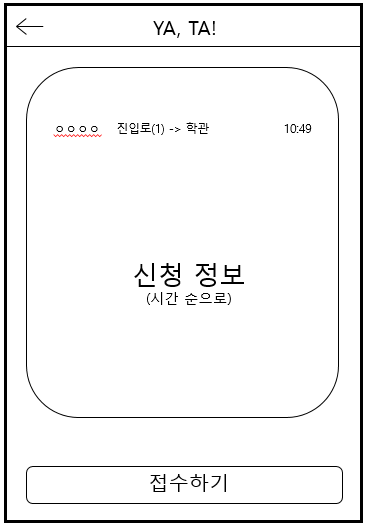 YA, TA!
ㅇㅇㅇㅇ 진입로(1) -> 학관 10:49
신청 정보
(시간 순으로)
접수하기